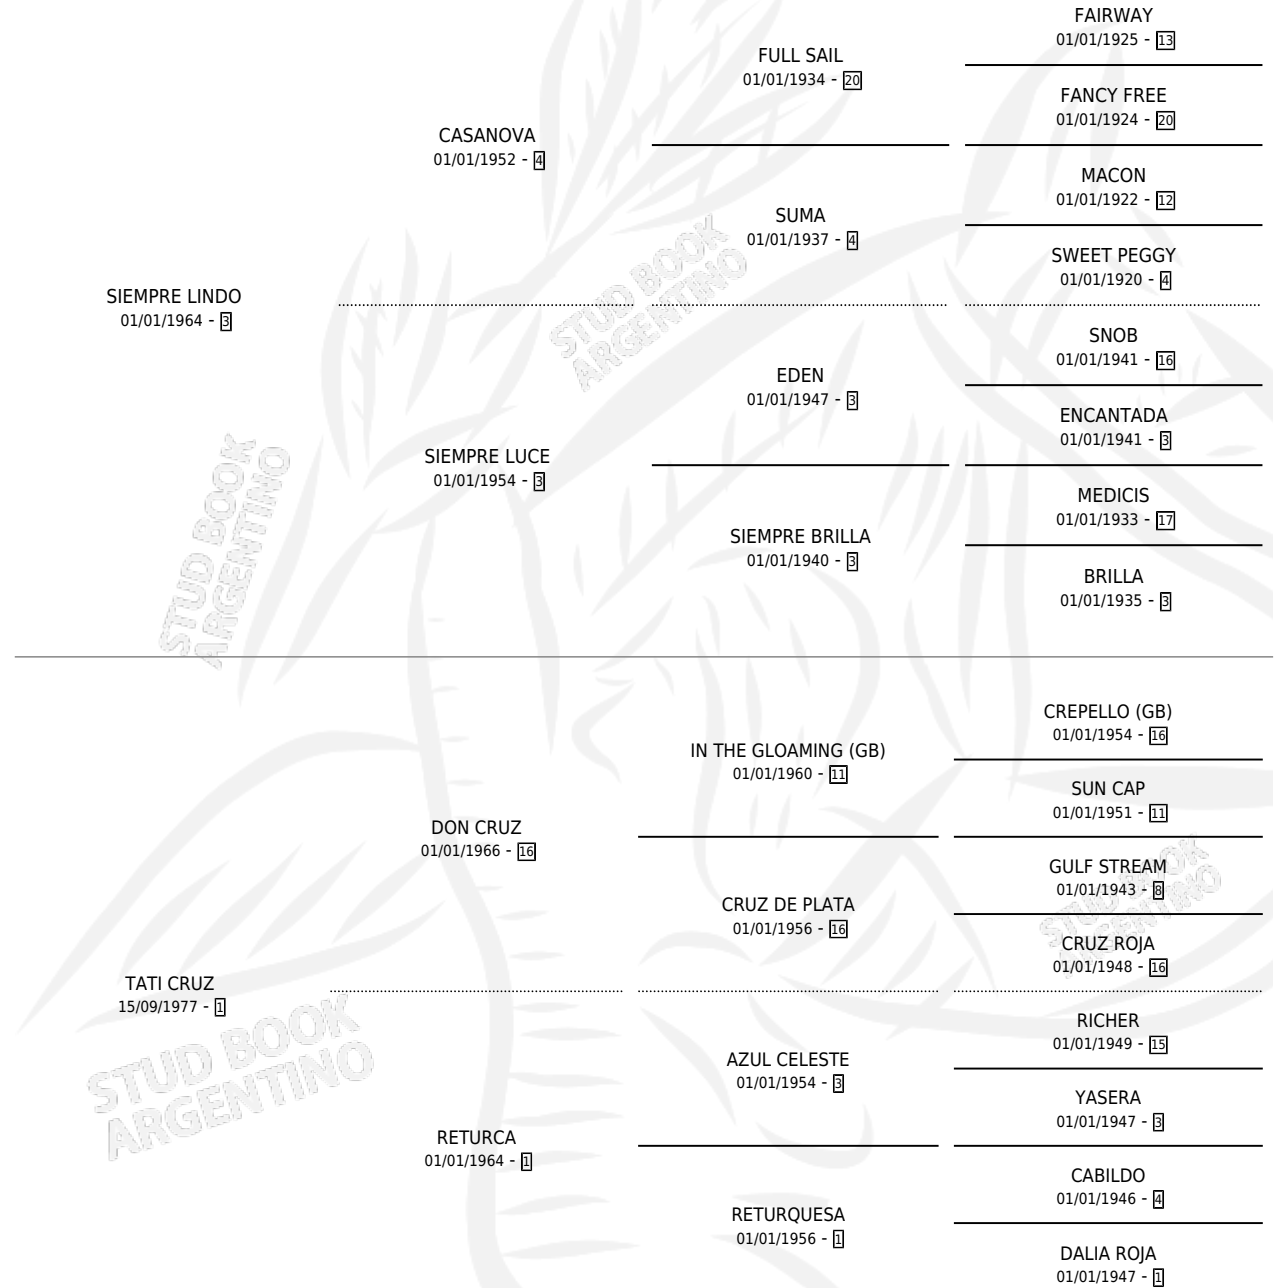 FAIRWAY
01/01/1925 - 13
FULL SAIL
01/01/1934 - 20
FANCY FREE
01/01/1924 - 20
CASANOVA
01/01/1952 - 4
MACON
01/01/1922 - 12
SUMA
01/01/1937 - 4
SWEET PEGGY
01/01/1920 - 4
SIEMPRE LINDO
01/01/1964 - 3
STUD BOOK
ARGENTINO
SNOB
01/01/1941 - 16
EDEN
01/01/1947 - 3
ENCANTADA
01/01/1941 - 3
SIEMPRE LUCE
01/01/1954 - 3
MEDICIS
01/01/1933 - 17
SIEMPRE BRILLA
01/01/1940 - 3
BRILLA
01/01/1935 - 3
STUD BOOK
ARGENTINO
CREPELLO (GB)
01/01/1954 - 16
IN THE GLOAMING (GB)
01/01/1960 - 11
SUN CAP
01/01/1951 - 11
DON CRUZ
01/01/1966 - 16
GULF STREAM
01/01/1943 - 8
CRUZ DE PLATA
01/01/1956 - 16
CRUZ ROJA
01/01/1948 - 16
STUD BOOK
ARGENTINO
TATI CRUZ
15/09/1977 - 1
RICHER
01/01/1949 - 15
AZUL CELESTE
01/01/1954 - 3
YASERA
01/01/1947 - 3
STUD BOOK
ARGENTINO
RETURCA
01/01/1964 - 1
CABILDO
01/01/1946 - 4
RETURQUESA
01/01/1956 - 1
DALIA ROJA
01/01/1947 - 1